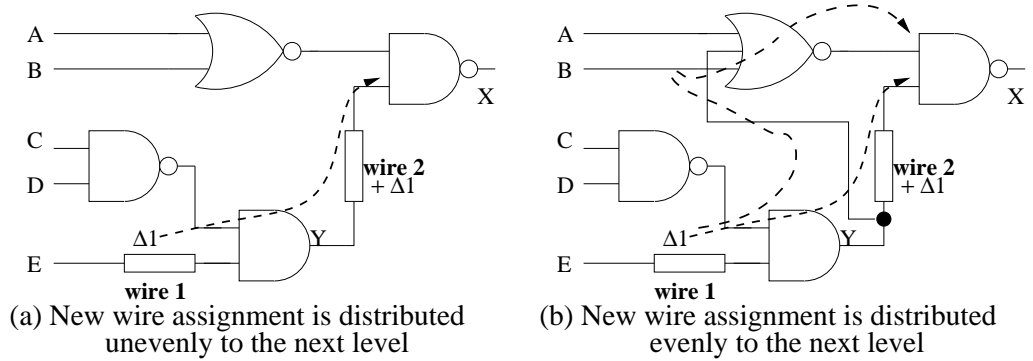 A
B
C
D
E
X
Y
Δ1
wire 1
wire 2
+ Δ1
(a) New wire assignment is distributed
unevenly to the next level
A
B
C
D
E
X
Y
Δ1
wire 1
wire 2
+ Δ1
(b) New wire assignment is distributed
evenly to the next level